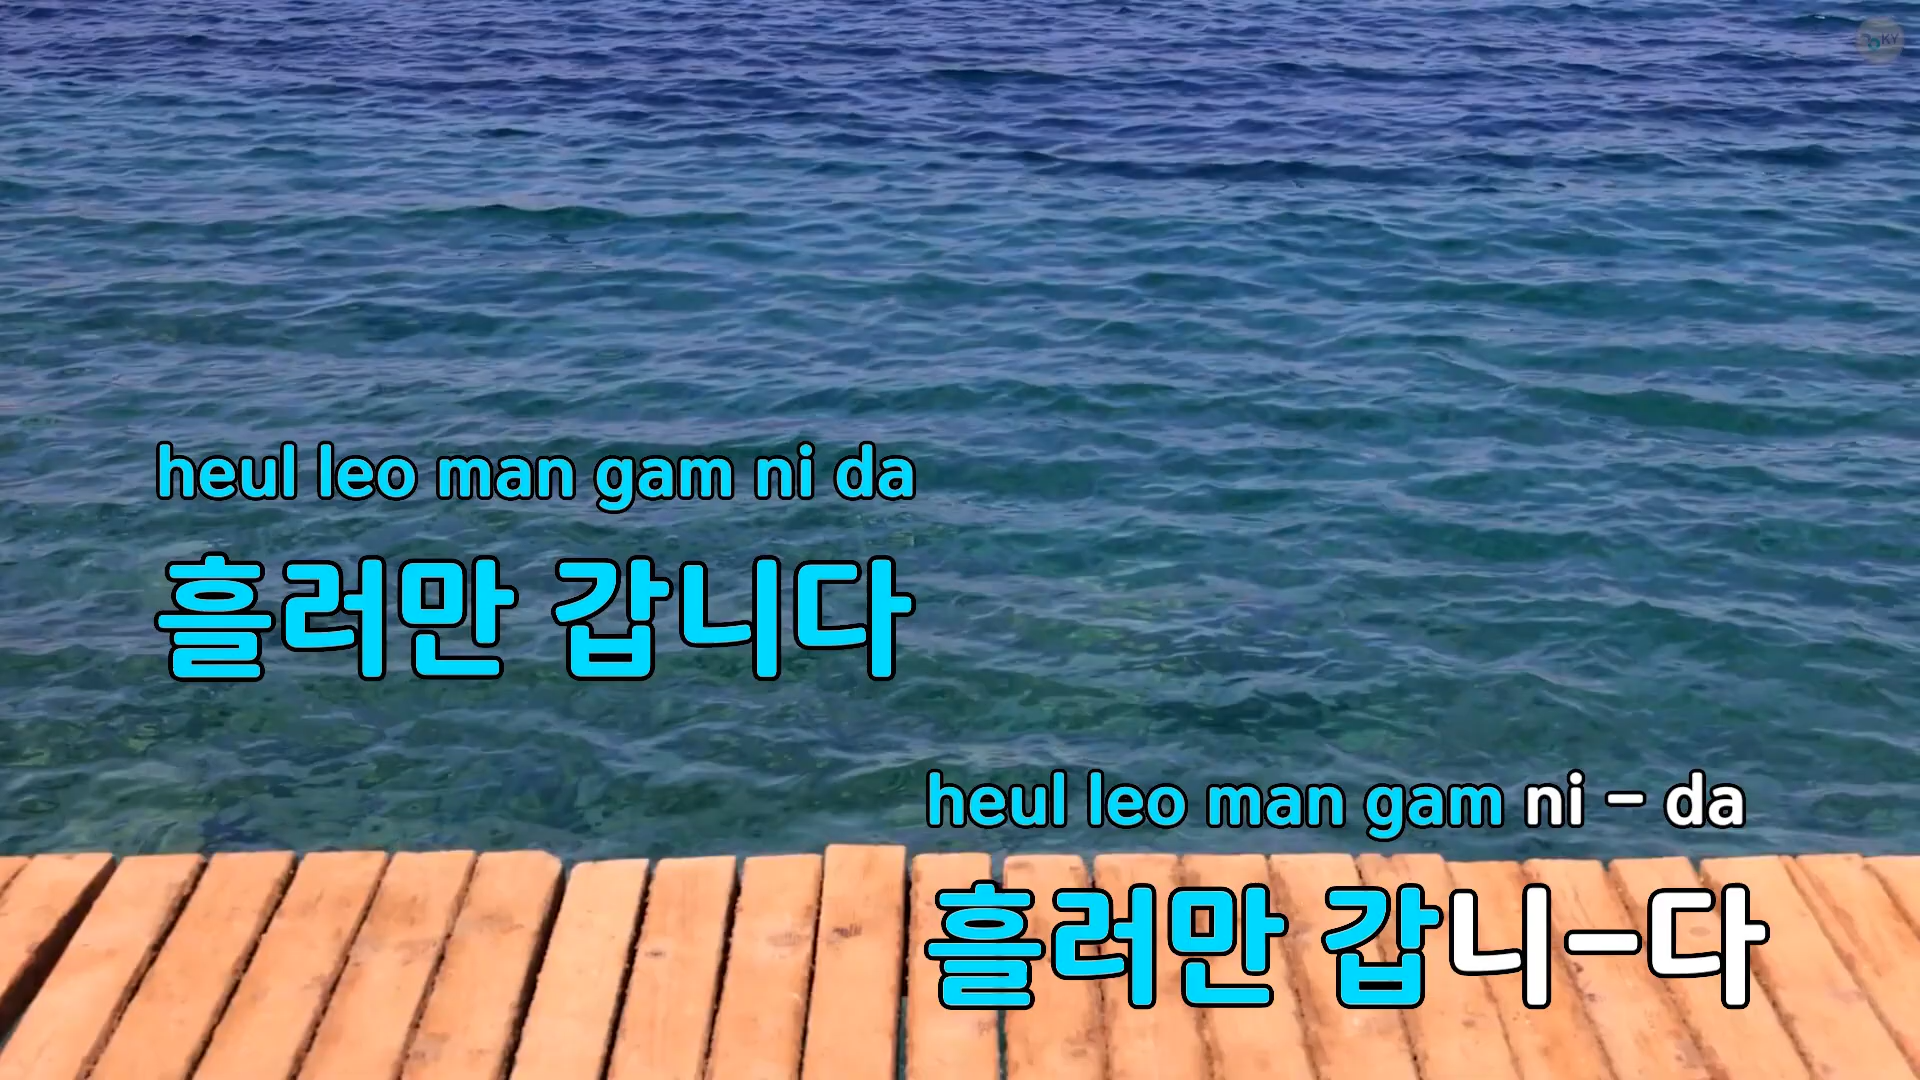 KY
heul leo man gam ni da
흘러만 갑니다
heul leo man gam ni - da
흘러만 갑니-다